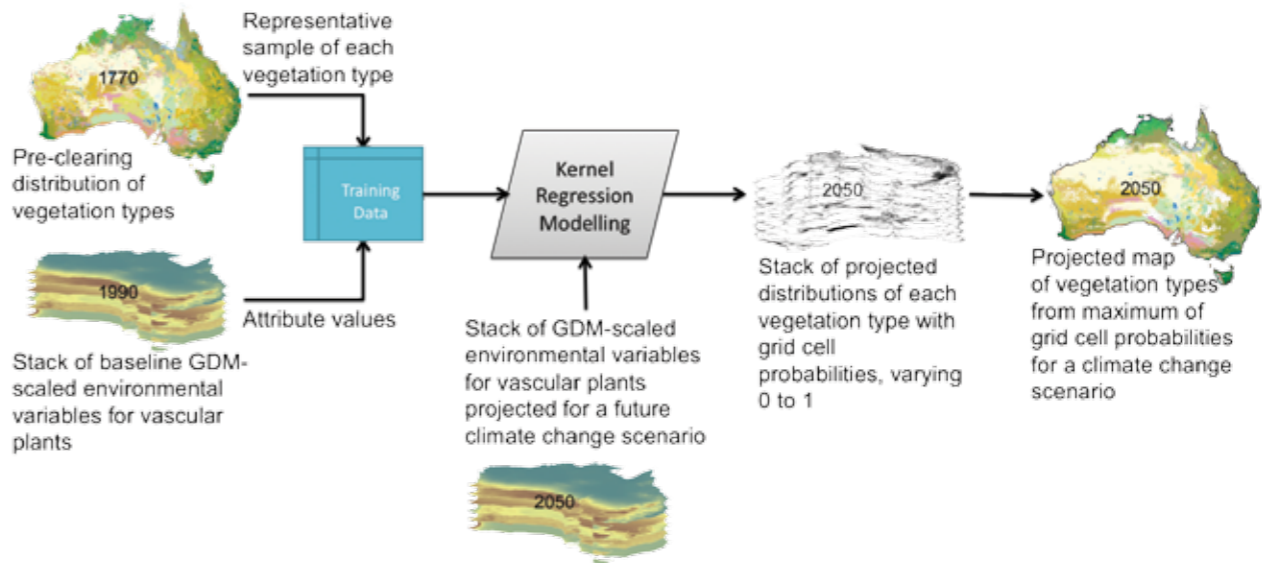 1770
Representative
sample of each
vegetation type
Pre-clearing
distribution of
vegetation types
1990
Attribute values
Stack of baseline GDM-
scaled environmental
variables for vascular
plants
Training
Data
Kernel
Regression
Modelling
Stack of GDM-scaled
environmental variables
for vascular plants
projected for a future
climate change scenario
2050
2050
Stack of projected
distributions of each
vegetation type with
grid cell
probabilities, varying
0 to 1
2050
Projected map
of vegetation types
from maximum of
grid cell probabilities
for a climate change
scenario